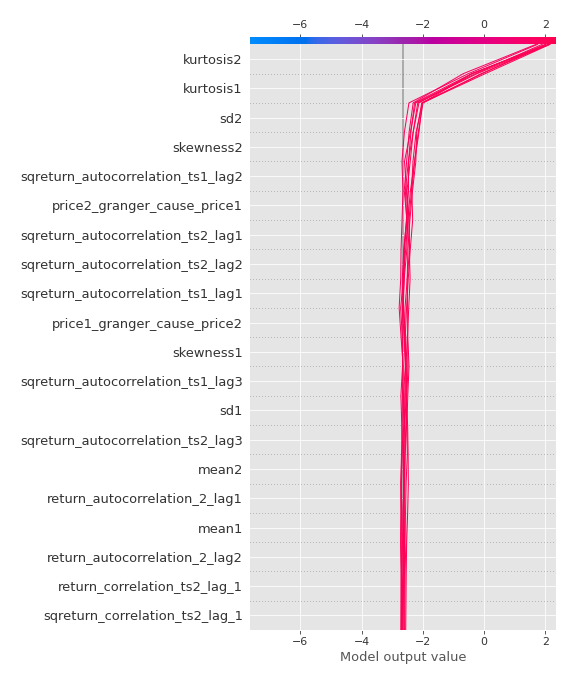 −6 −4 −2 0 2
kurtosis2
kurtosis1
sd2
skewness2
sqreturn_autocorrelation_ts1_lag2
price2_granger_cause_price1
sqreturn_autocorrelation_ts2_lag1
sqreturn_autocorrelation_ts2_lag2
sqreturn_autocorrelation_ts1_lag1
price1_granger_cause_price2
skewness1
sqreturn_autocorrelation_ts1_lag3
sd1
sqreturn_autocorrelation_ts2_lag3
mean2
return_autocorrelation_2_lag1
mean1
return_autocorrelation_2_lag2
return_correlation_ts2_lag_1
sqreturn_correlation_ts2_lag_1
−6 −4 −2 0 2
Model output value